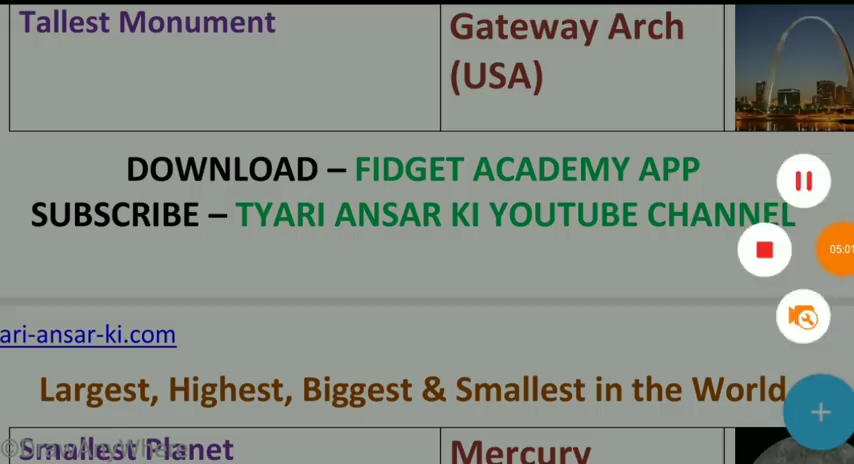 Tallest Monument
Gateway Arch
(USA)
DOWNLOAD – FIDGET ACADEMY APP
SUBSCRIBE – TYARI ANSAR KI YOUTUBE CHANNEL
05:01
ari-ansar-ki.com
Largest, Highest, Biggest & Smallest in the World
Smallest Planet
Mercury
©DrawAnyWhere